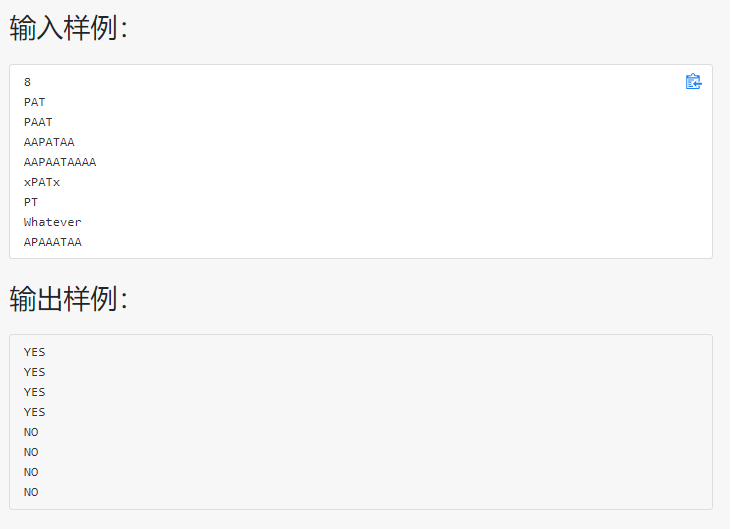 输入样例：
8
PAT
PAAT
AAPATAA
AAPAATAAAA
xPATx
PT
Whatever
APAAATAA
输出样例：
YES
YES
YES
YES
NO
NO
NO
NO